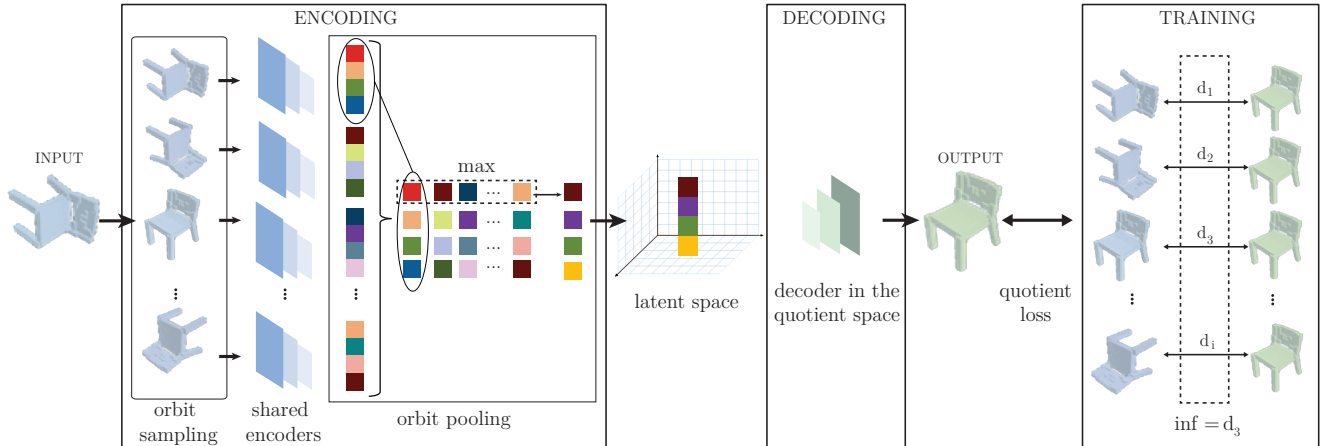 ENCODING
DECODING
TRAINING
INPUT
max
...
...
...
...
OUTPUT
d₁
d₂
d₃
dᵢ
...
...
...
...
...
latent space
decoder in the
quotient space
quotient
loss
orbit
sampling
shared
encoders
orbit pooling
inf = d₃